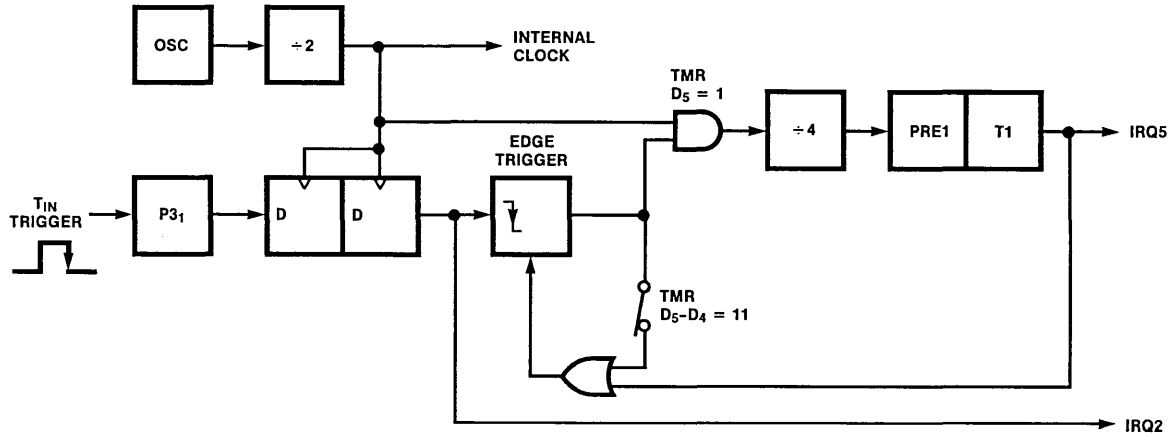 OSC
÷2
INTERNAL
CLOCK
TMR
D5 = 1
÷4
PRE1
T1
IRQ5
EDGE
TRIGGER
TIN
TRIGGER
P31
D
D
TMR
D5-D4 = 11
IRQ2